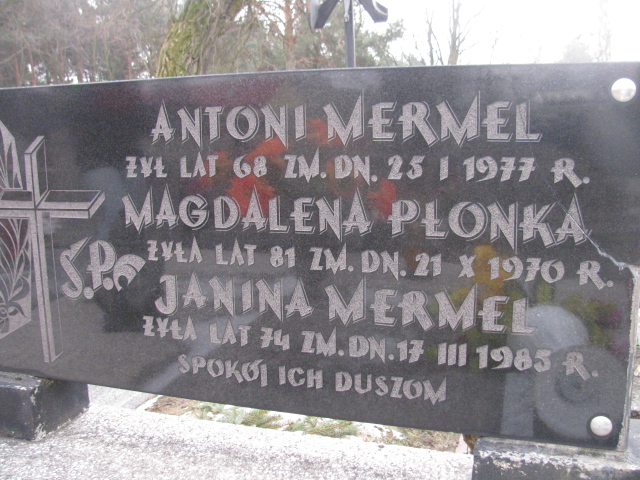 ANTONI MERMEL
ŻYŁ LAT 68 ZM. DN. 25 I 1977 R.
MAGDALENA PŁONKA
ŻYŁA LAT 81 ZM. DN. 21 X 1970 R.
Ś.P.
JANINA MERMEL
ŻYŁA LAT 74 ZM. DN. 17 III 1985 R.
SPOKÓJ ICH DUSZOM